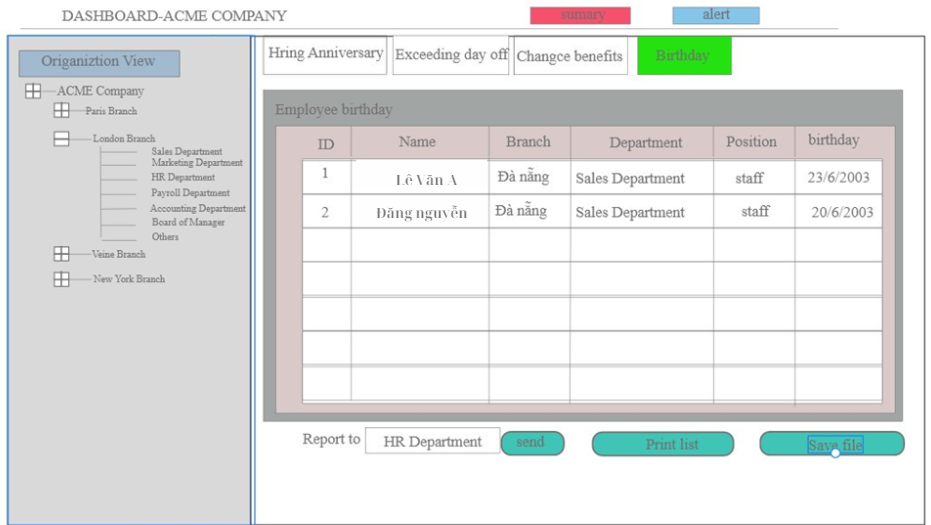 DASHBOARD-ACME COMPANY
sumary
alert
Origaniztion View
ACME Company
Paris Branch
London Branch
Sales Department
Marketing Department
HR Department
Payroll Department
Accounting Department
Board of Manager
Others
Veine Branch
New York Branch
Hring Anniversary
Exceeding day off
Changce benefits
Birthday
Employee birthday
ID Name Branch Department Position birthday
1 Lê Văn A Đà nẵng Sales Department staff 23/6/2003
2 Đăng nguyễn Đà nẵng Sales Department staff 20/6/2003
Report to HR Department send Print list Save file